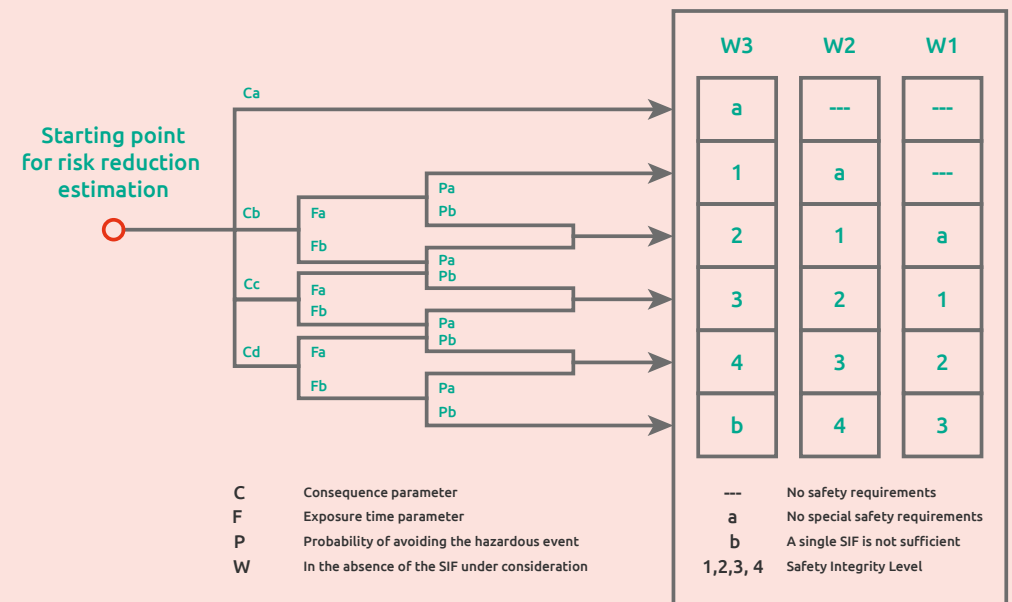 W3 W2 W1
Ca
a --- ---
Starting point
for risk reduction
estimation
Pa
1 a ---
Cb Fa Pb
2 1 a
Fb Pa
Pb
Cc Fa
3 2 1
Fb Pa
Pb
Cd Fa
4 3 2
Fb Pa
Pb
b 4 3
C Consequence parameter
F Exposure time parameter
P Probability of avoiding the hazardous event
W In the absence of the SIF under consideration
--- No safety requirements
a No special safety requirements
b A single SIF is not sufficient
1,2,3, 4 Safety Integrity Level